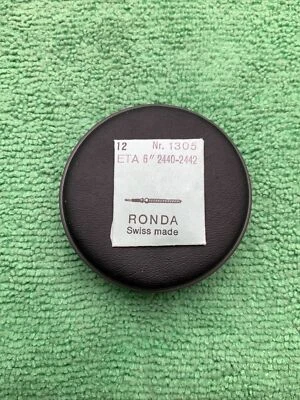 12 Nr. 1305
ETA 6''' 2440-2442
RONDA
Swiss made